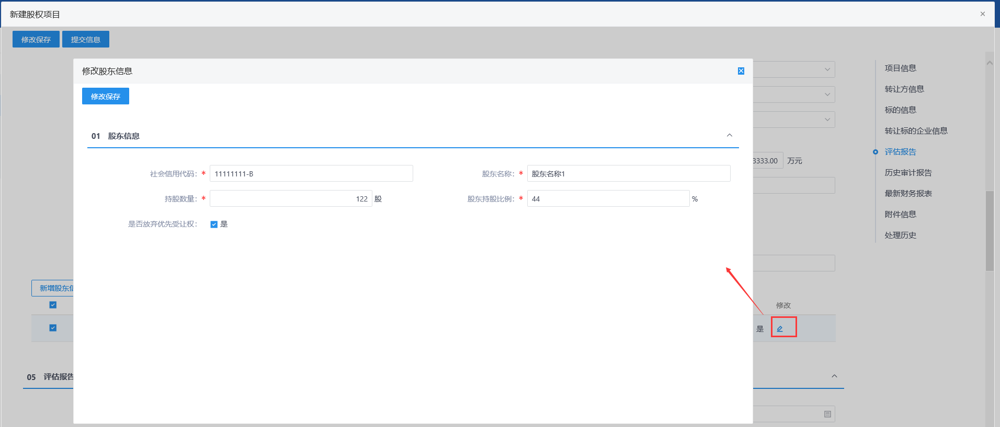 新建股权项目
修改保存 提交信息
修改股东信息
修改保存
01 股东信息
社会信用代码: * 11111111-B 股东名称: * 股东名称1
持股数量: * 122 股 股东持股比例: * 44 %
是否放弃优先受让权: 是
3333.00 万元
新增股东信
修改
是
05 评估报告
项目信息
转让方信息
标的信息
转让标的企业信息
评估报告
历史审计报告
最新财务报表
附件信息
处理历史